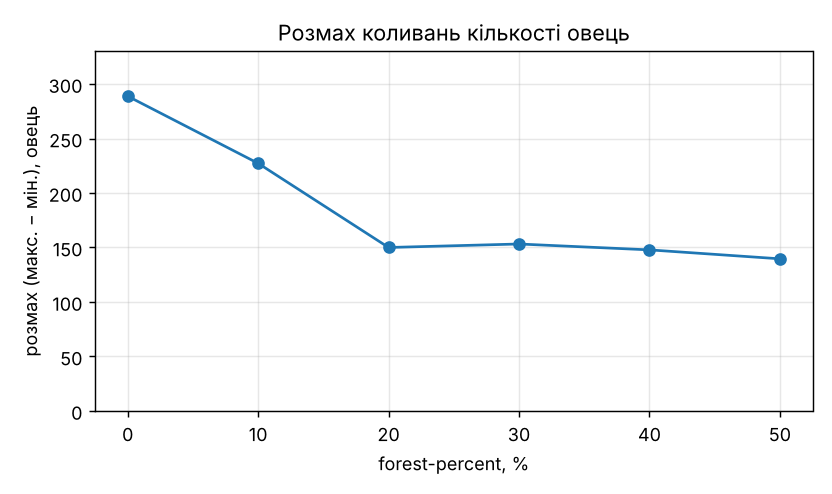 Розмах коливань кількості овець
розмах (макс. − мін.), овець
300
250
200
150
100
50
0
0 10 20 30 40 50
forest-percent, %